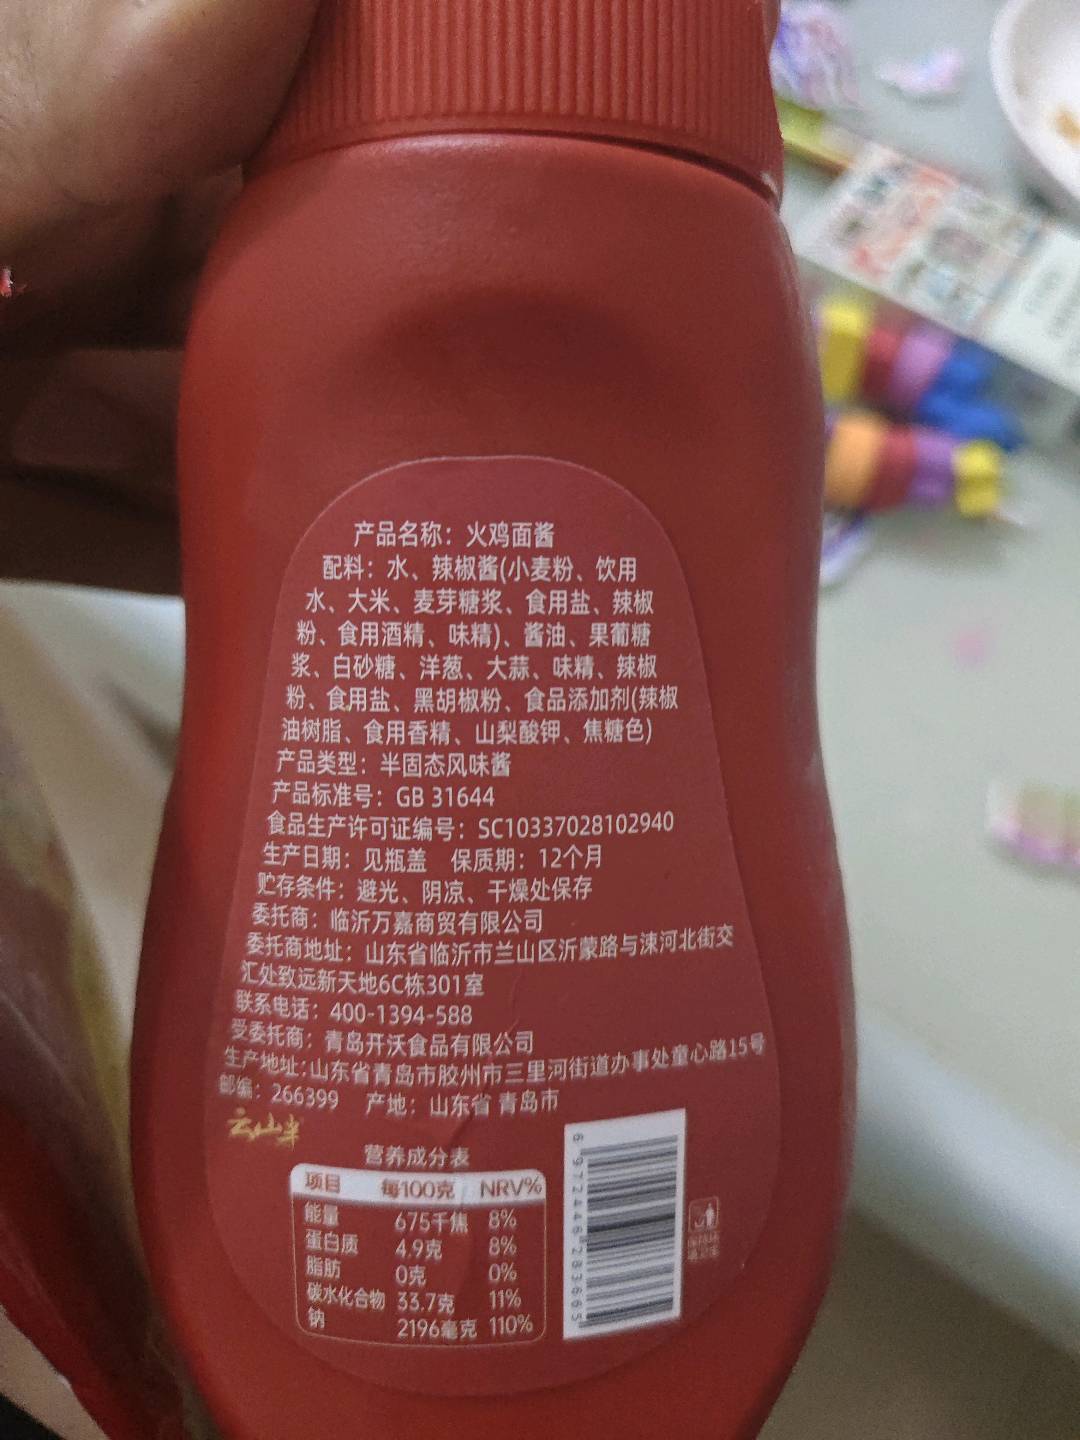 产品名称：火鸡面酱
配料：水、辣椒酱(小麦粉、饮用
水、大米、麦芽糖浆、食用盐、辣椒
粉、食用酒精、味精)、酱油、果葡糖
浆、白砂糖、洋葱、大蒜、味精、辣椒
粉、食用盐、黑胡椒粉、食品添加剂(辣椒
油树脂、食用香精、山梨酸钾、焦糖色)
产品类型：半固态风味酱
产品标准号：GB 31644
食品生产许可证编号：SC10337028102940
生产日期：见瓶盖 保质期：12个月
贮存条件：避光、阴凉、干燥处保存
委托商：临沂万嘉商贸有限公司
委托商地址：山东省临沂市兰山区沂蒙路与涑河北街交
汇处致远新天地6C栋301室
联系电话：400-1394-588
受委托商：青岛开沃食品有限公司
生产地址：山东省青岛市胶州市三里河街道办事处童心路15号
邮编：266399 产地：山东省 青岛市
云山半
营养成分表
项目 每100克 NRV%
能量 675千焦 8%
蛋白质 4.9克 8%
脂肪 0克 0%
碳水化合物 33.7克 11%
钠 2196毫克 110%
6972446283665